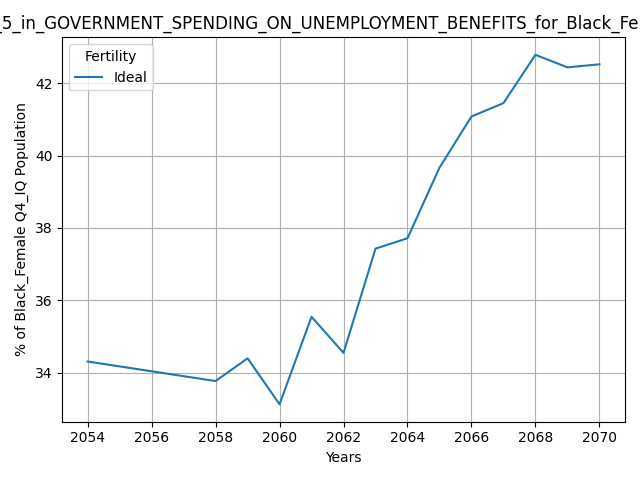 _5_in_GOVERNMENT_SPENDING_ON_UNEMPLOYMENT_BENEFITS_for_Black_Fe
Fertility
Ideal
% of Black_Female Q4_IQ Population
42
40
38
36
34
2054 2056 2058 2060 2062 2064 2066 2068 2070
Years